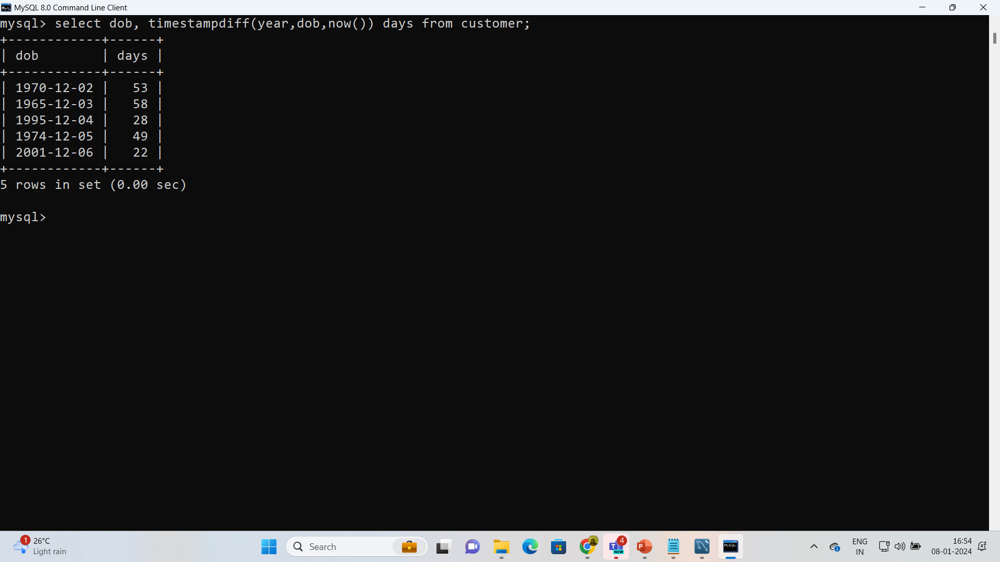 MySQL 8.0 Command Line Client
mysql> select dob, timestampdiff(year,dob,now()) days from customer;
+------------+------+
| dob        | days |
+------------+------+
| 1970-12-02 |   53 |
| 1965-12-03 |   58 |
| 1995-12-04 |   28 |
| 1974-12-05 |   49 |
| 2001-12-06 |   22 |
+------------+------+
5 rows in set (0.00 sec)
mysql>
1
26°C
Light rain
Search
4
NEW
MySQL
ENG
IN
16:54
08-01-2024